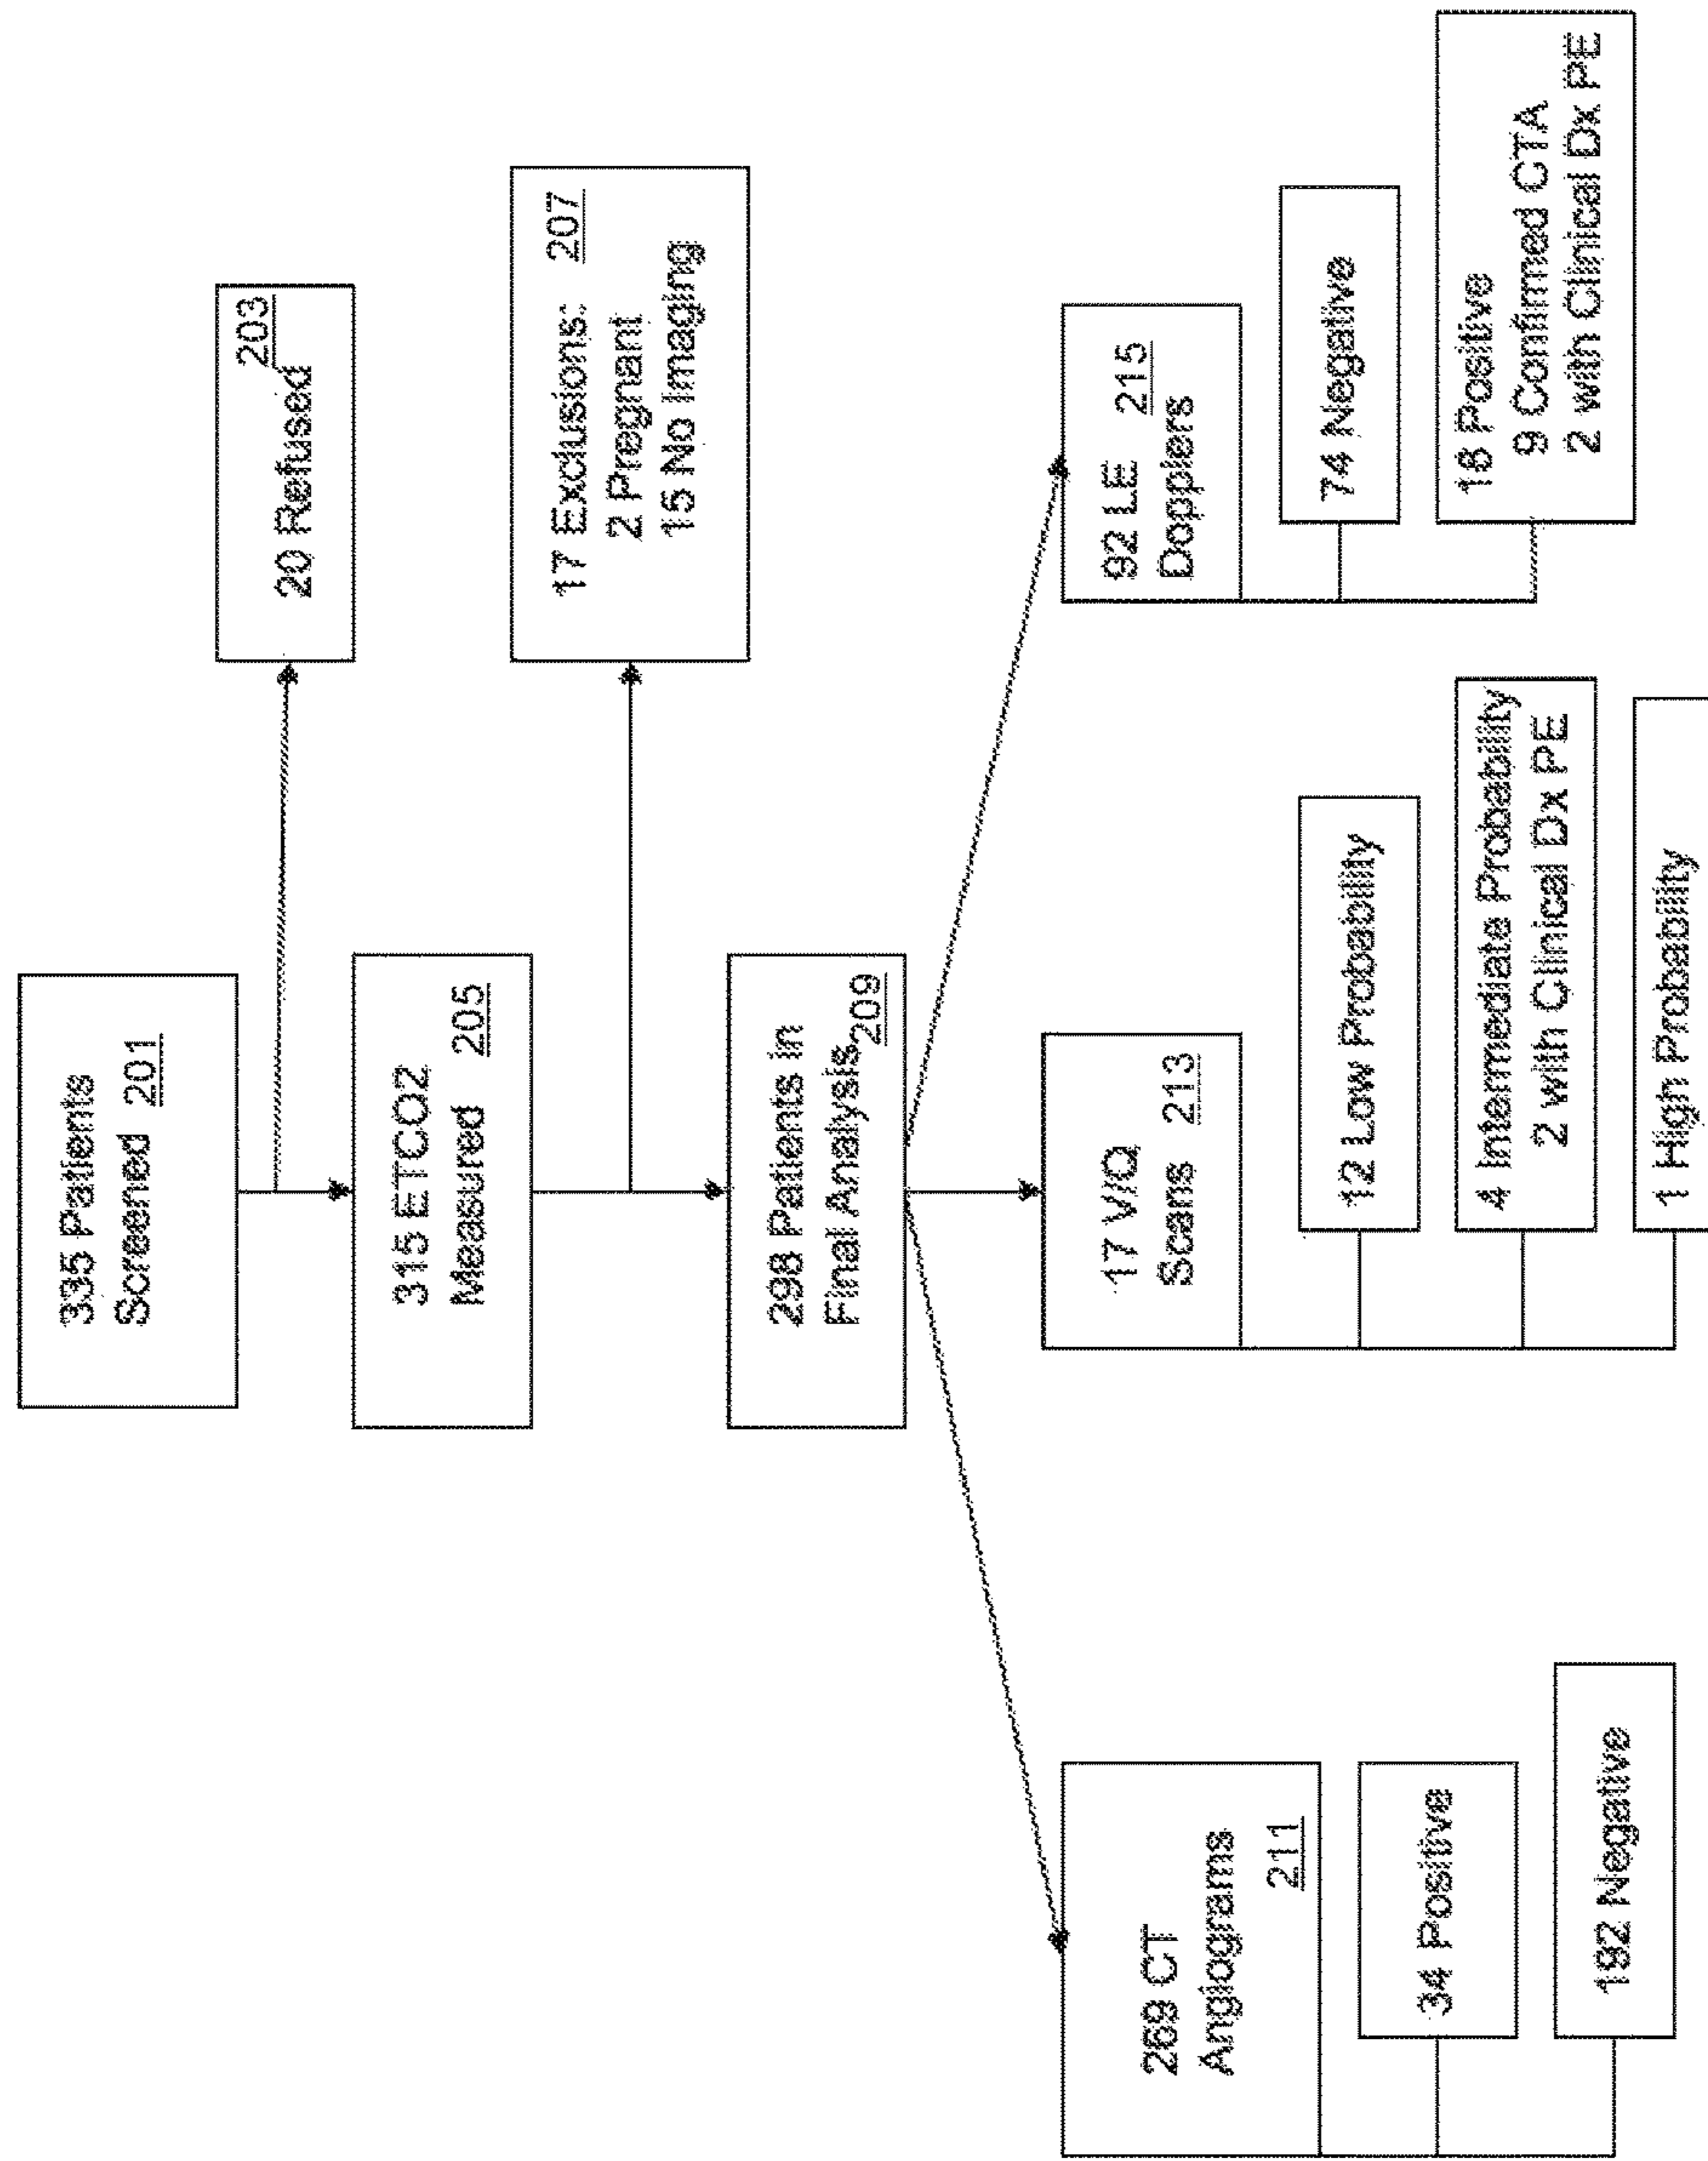 335 Patients
Screened 201
20 Refused 203
315 ETCO2
Measured 205
17 Exclusions: 207
2 Pregnant
15 No Imaging
298 Patients in
Final Analysis 209
269 CT
Angiograms
211
34 Positive
192 Negative
17 V/Q
Scans 213
12 Low Probability
4 Intermediate Probability
2 with Clinical Dx PE
1 High Probability
92 LE 215
Dopplers
74 Negative
18 Positive
9 Confirmed CTA
2 with Clinical Dx PE